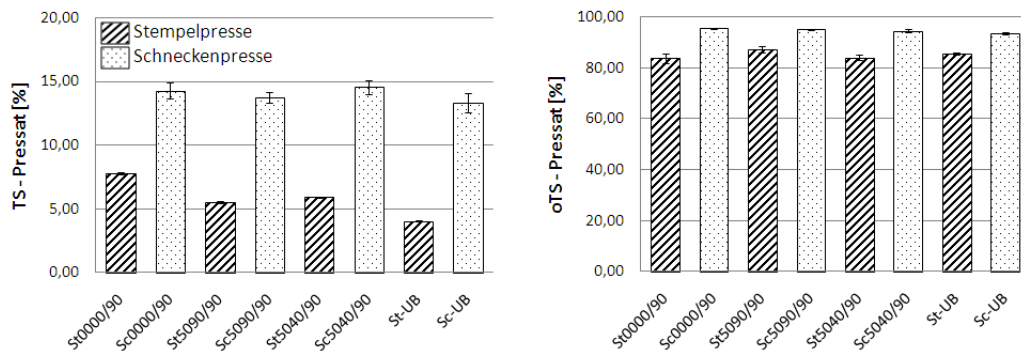 20,00
15,00
10,00
5,00
0,00
TS - Pressat [%]
Stempelpresse
Schneckenpresse
St0000/90
Sc0000/90
St5090/90
Sc5090/90
St5040/90
Sc5040/90
St-UB
Sc-UB
100,00
80,00
60,00
40,00
20,00
0,00
oTS - Pressat [%]
St0000/90
Sc0000/90
St5090/90
Sc5090/90
St5040/90
Sc5040/90
St-UB
Sc-UB